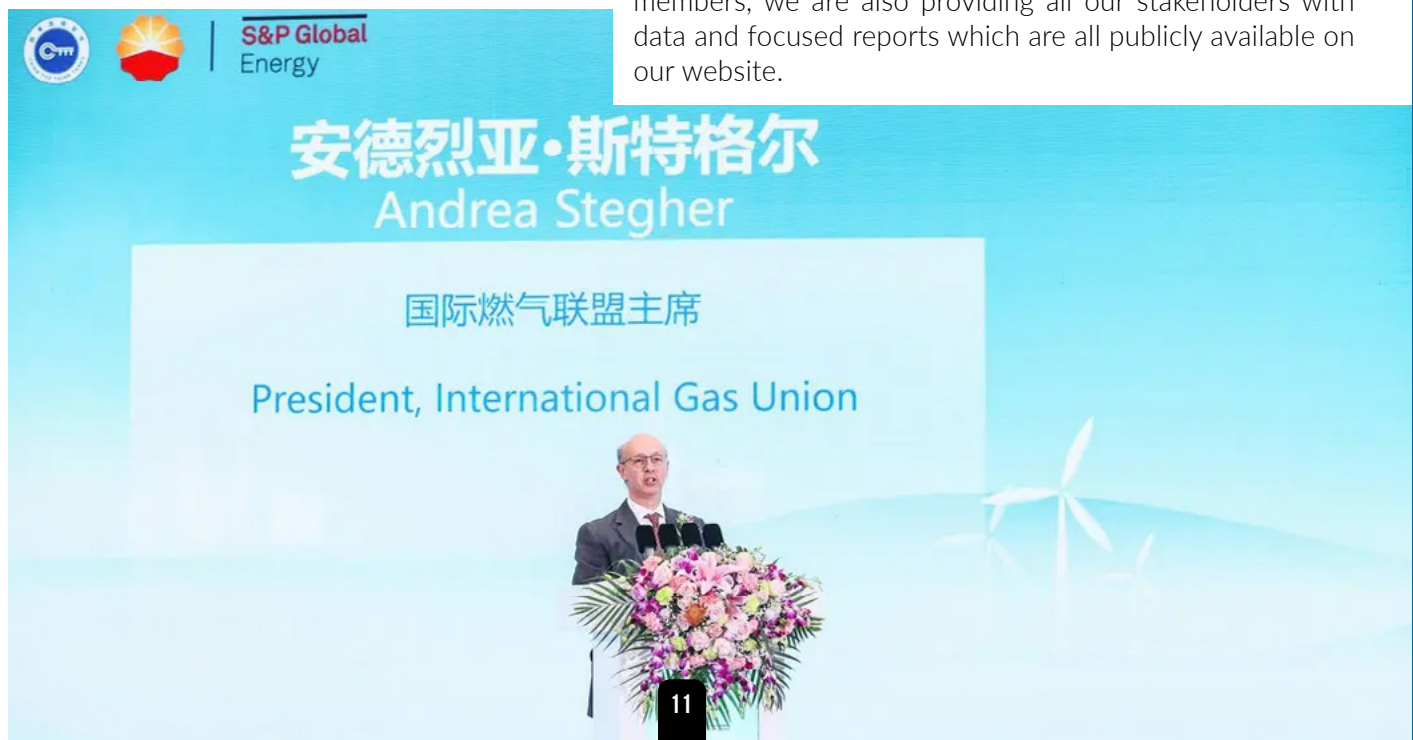 members, we are also providing all our stakeholders with
data and focused reports which are all publicly available on
our website.
S&P Global
Energy
安德烈亚•斯特格尔
Andrea Stegher
国际燃气联盟主席
President, International Gas Union
11